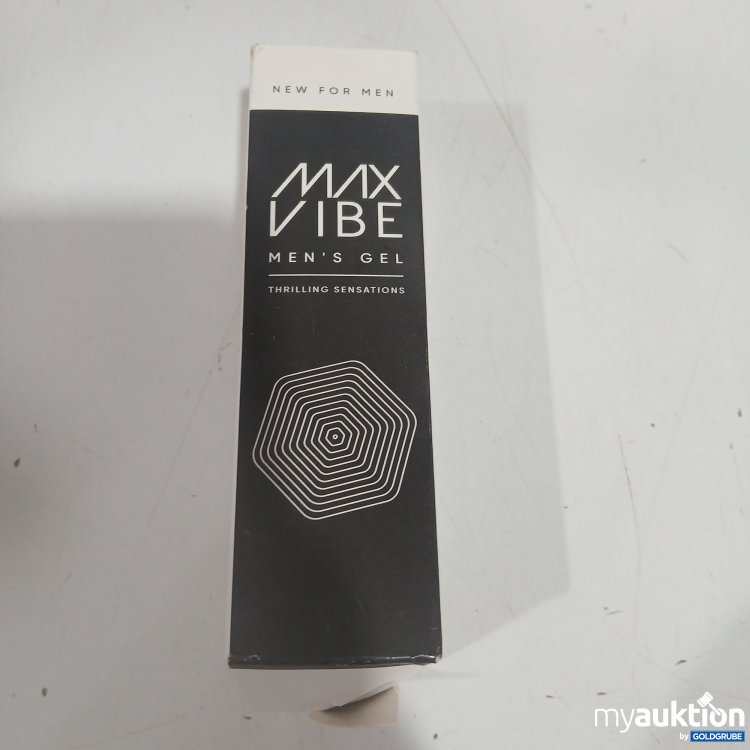 NEW FOR MEN
MAX
VIBE
MEN'S GEL
THRILLING SENSATIONS
myauktion
by GOLDGRUBE